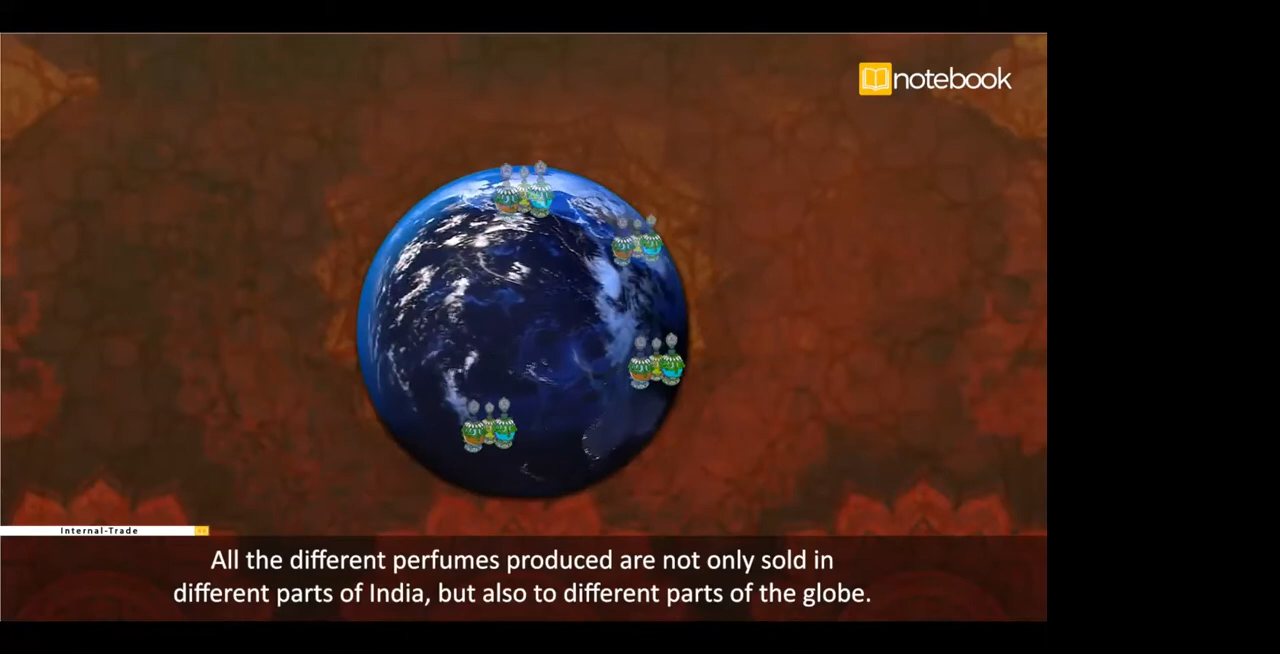 notebook
Internal-Trade
All the different perfumes produced are not only sold in
different parts of India, but also to different parts of the globe.